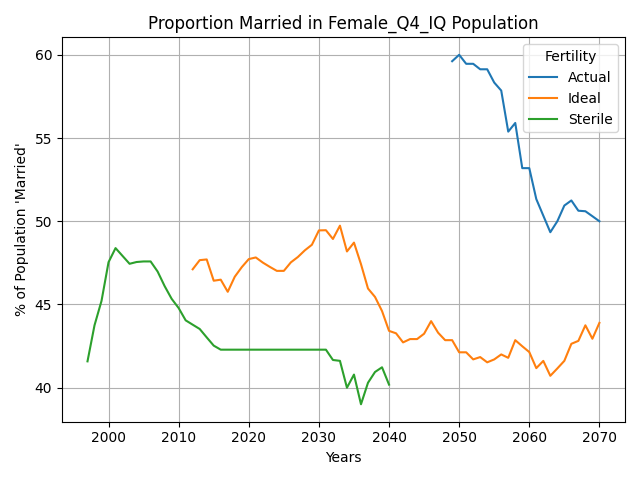 Proportion Married in Female_Q4_IQ Population
% of Population 'Married'
60
55
50
45
40
Fertility
Actual
Ideal
Sterile
2000
2010
2020
2030
2040
2050
2060
2070
Years